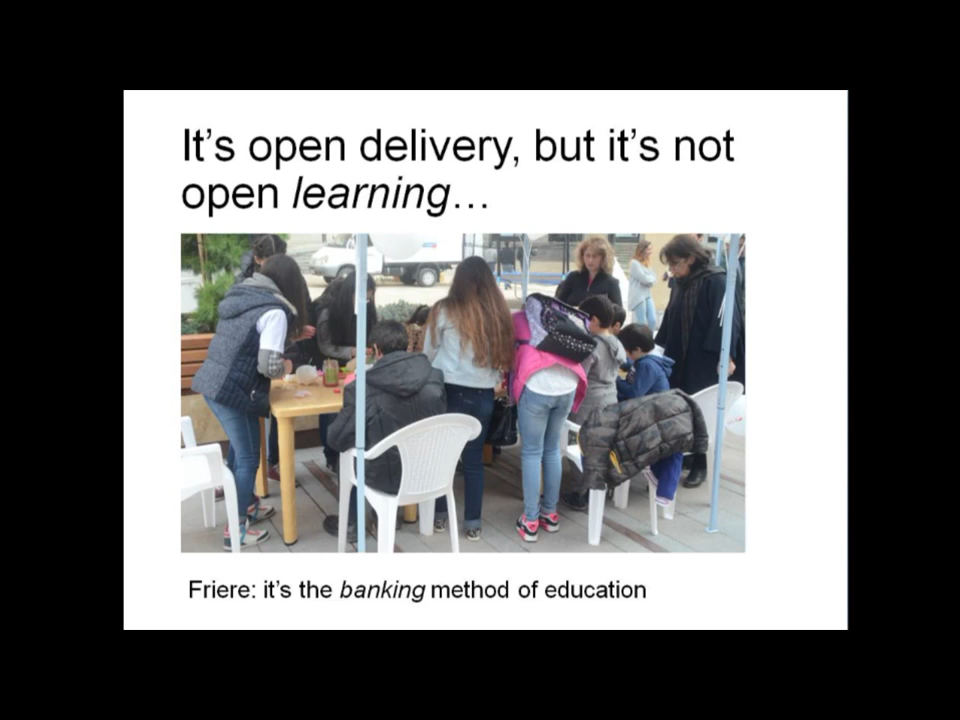 It's open delivery, but it's not
open learning…
Friere: it's the banking method of education